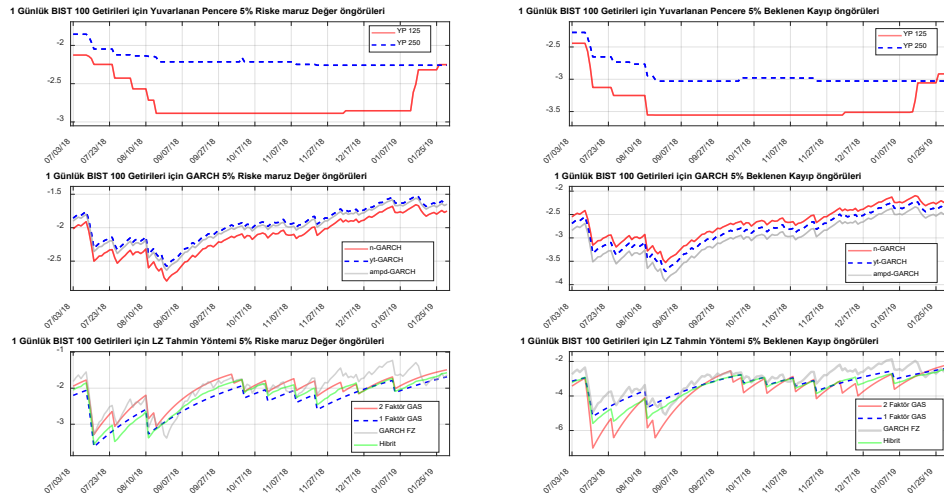 1 Günlük BIST 100 Getirileri için Yuvarlanan Pencere 5% Riske maruz Değer öngörüleri
YP 125
YP 250
-2
-2.5
-3
07/03/18 07/23/18 08/10/18 09/07/18 09/27/18 10/17/18 11/07/18 11/27/18 12/17/18 01/07/19 01/25/19
1 Günlük BIST 100 Getirileri için Yuvarlanan Pencere 5% Beklenen Kayıp öngörüleri
YP 125
YP 250
-2.5
-3
-3.5
07/03/18 07/23/18 08/10/18 09/07/18 09/27/18 10/17/18 11/07/18 11/27/18 12/17/18 01/07/19 01/25/19
1 Günlük BIST 100 Getirileri için GARCH 5% Riske maruz Değer öngörüleri
-1.5
-2
-2.5
n-GARCH
yt-GARCH
ampd-GARCH
07/03/18 07/23/18 08/10/18 09/07/18 09/27/18 10/17/18 11/07/18 11/27/18 12/17/18 01/07/19 01/25/19
1 Günlük BIST 100 Getirileri için GARCH 5% Beklenen Kayıp öngörüleri
-2
-2.5
-3
-3.5
-4
n-GARCH
yt-GARCH
ampd-GARCH
07/03/18 07/23/18 08/10/18 09/07/18 09/27/18 10/17/18 11/07/18 11/27/18 12/17/18 01/07/19 01/25/19
1 Günlük BIST 100 Getirileri için LZ Tahmin Yöntemi 5% Riske maruz Değer öngörüleri
-1
-2
-3
2 Faktör GAS
1 Faktör GAS
GARCH FZ
Hibrit
07/03/18 07/23/18 08/10/18 09/07/18 09/27/18 10/17/18 11/07/18 11/27/18 12/17/18 01/07/19 01/25/19
1 Günlük BIST 100 Getirileri için LZ Tahmin Yöntemi 5% Beklenen Kayıp öngörüleri
-2
-4
-6
2 Faktör GAS
1 Faktör GAS
GARCH FZ
Hibrit
07/03/18 07/23/18 08/10/18 09/07/18 09/27/18 10/17/18 11/07/18 11/27/18 12/17/18 01/07/19 01/25/19